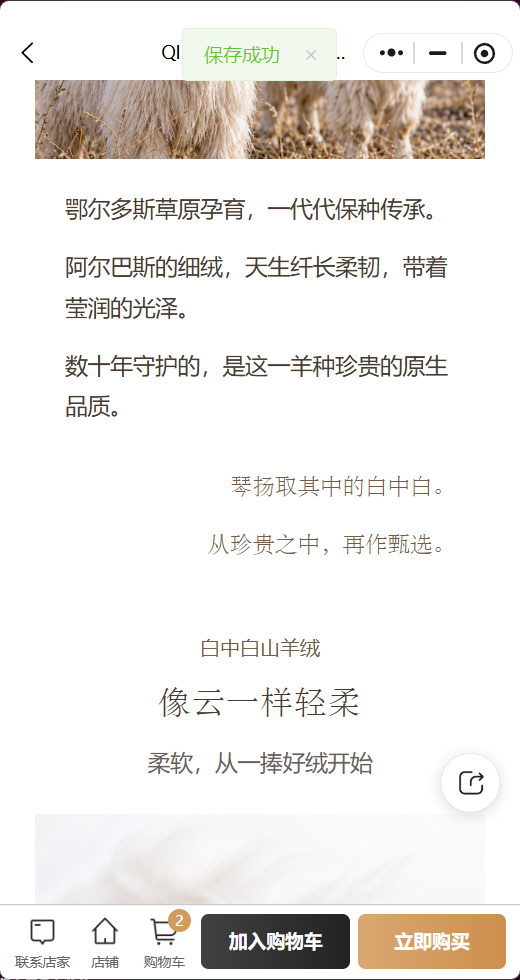 QI
保存成功
...
鄂尔多斯草原孕育，一代代保种传承。
阿尔巴斯的细绒，天生纤长柔韧，带着
莹润的光泽。
数十年守护的，是这一羊种珍贵的原生
品质。
琴扬取其中的白中白。
从珍贵之中，再作甄选。
白中白山羊绒
像云一样轻柔
柔软，从一捧好绒开始
2
联系店家
店铺
购物车
加入购物车
立即购买